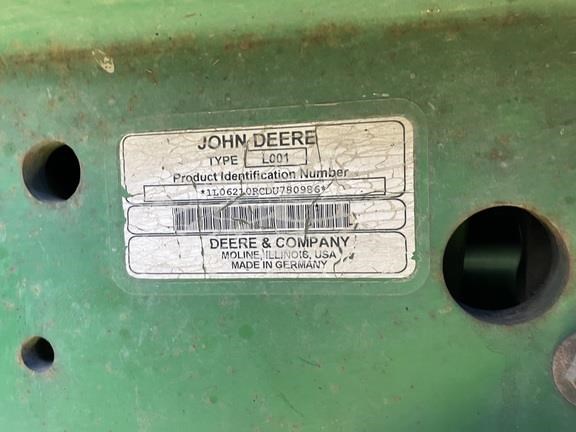 JOHN DEERE
TYPE L001
Product Identification Number
*1L06210RCDU780986*
DEERE & COMPANY
MOLINE, ILLINOIS, USA
MADE IN GERMANY